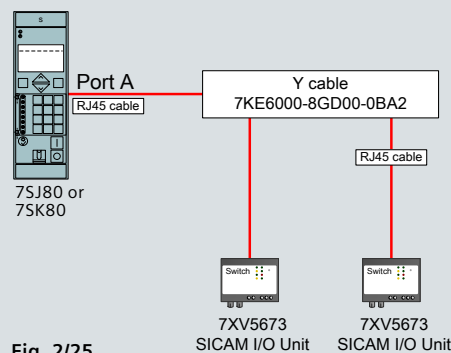 S
Port A
RJ45 cable
Y cable
7KE6000-8GD00-0BA2
RJ45 cable
7SJ80 or
7SK80
Switch
Switch
7XV5673
SICAM I/O Unit
7XV5673
SICAM I/O Unit
Fig. 2/25